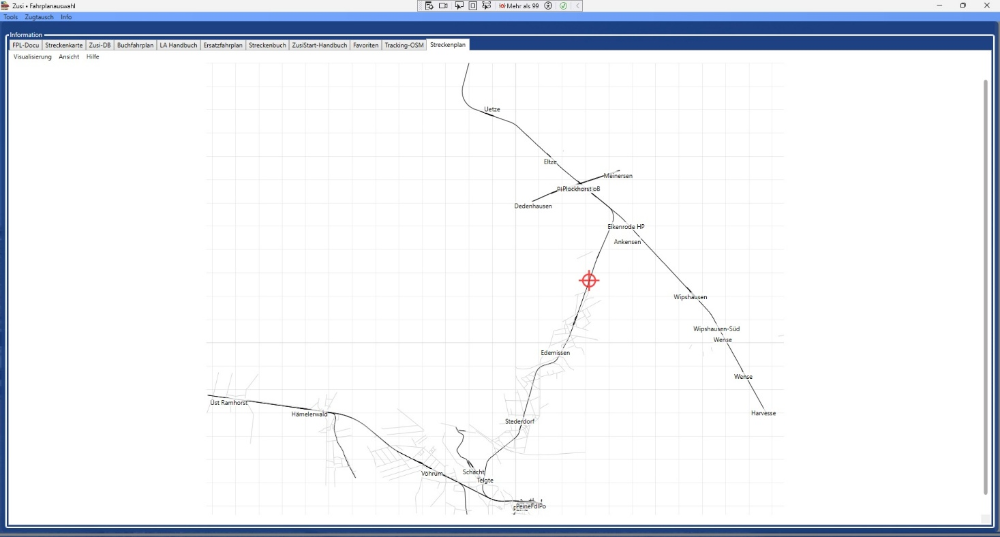 Zusi • Fahrplanauswahl
Mehr als 99
Tools Zugtausch Info
Information
FPL-Docu Streckenkarte Zusi-DB Buchfahrplan LA Handbuch Ersatzfahrplan Streckenbuch ZusiStart-Handbuch Favoriten Tracking-OSM Streckenplan
Visualisierung Ansicht Hilfe
Uetze
Eltze
Meinersen
Plockhorst oB
Dedenhausen
Eikenrode HP
Ankensen
Wipshausen
Wipshausen-Süd
Wense
Edemissen
Wense
Üst Ramhorst
Hämelerwald
Harvesse
Stederdorf
Vöhrum
Schacht
Telgte
PeineFdlPo